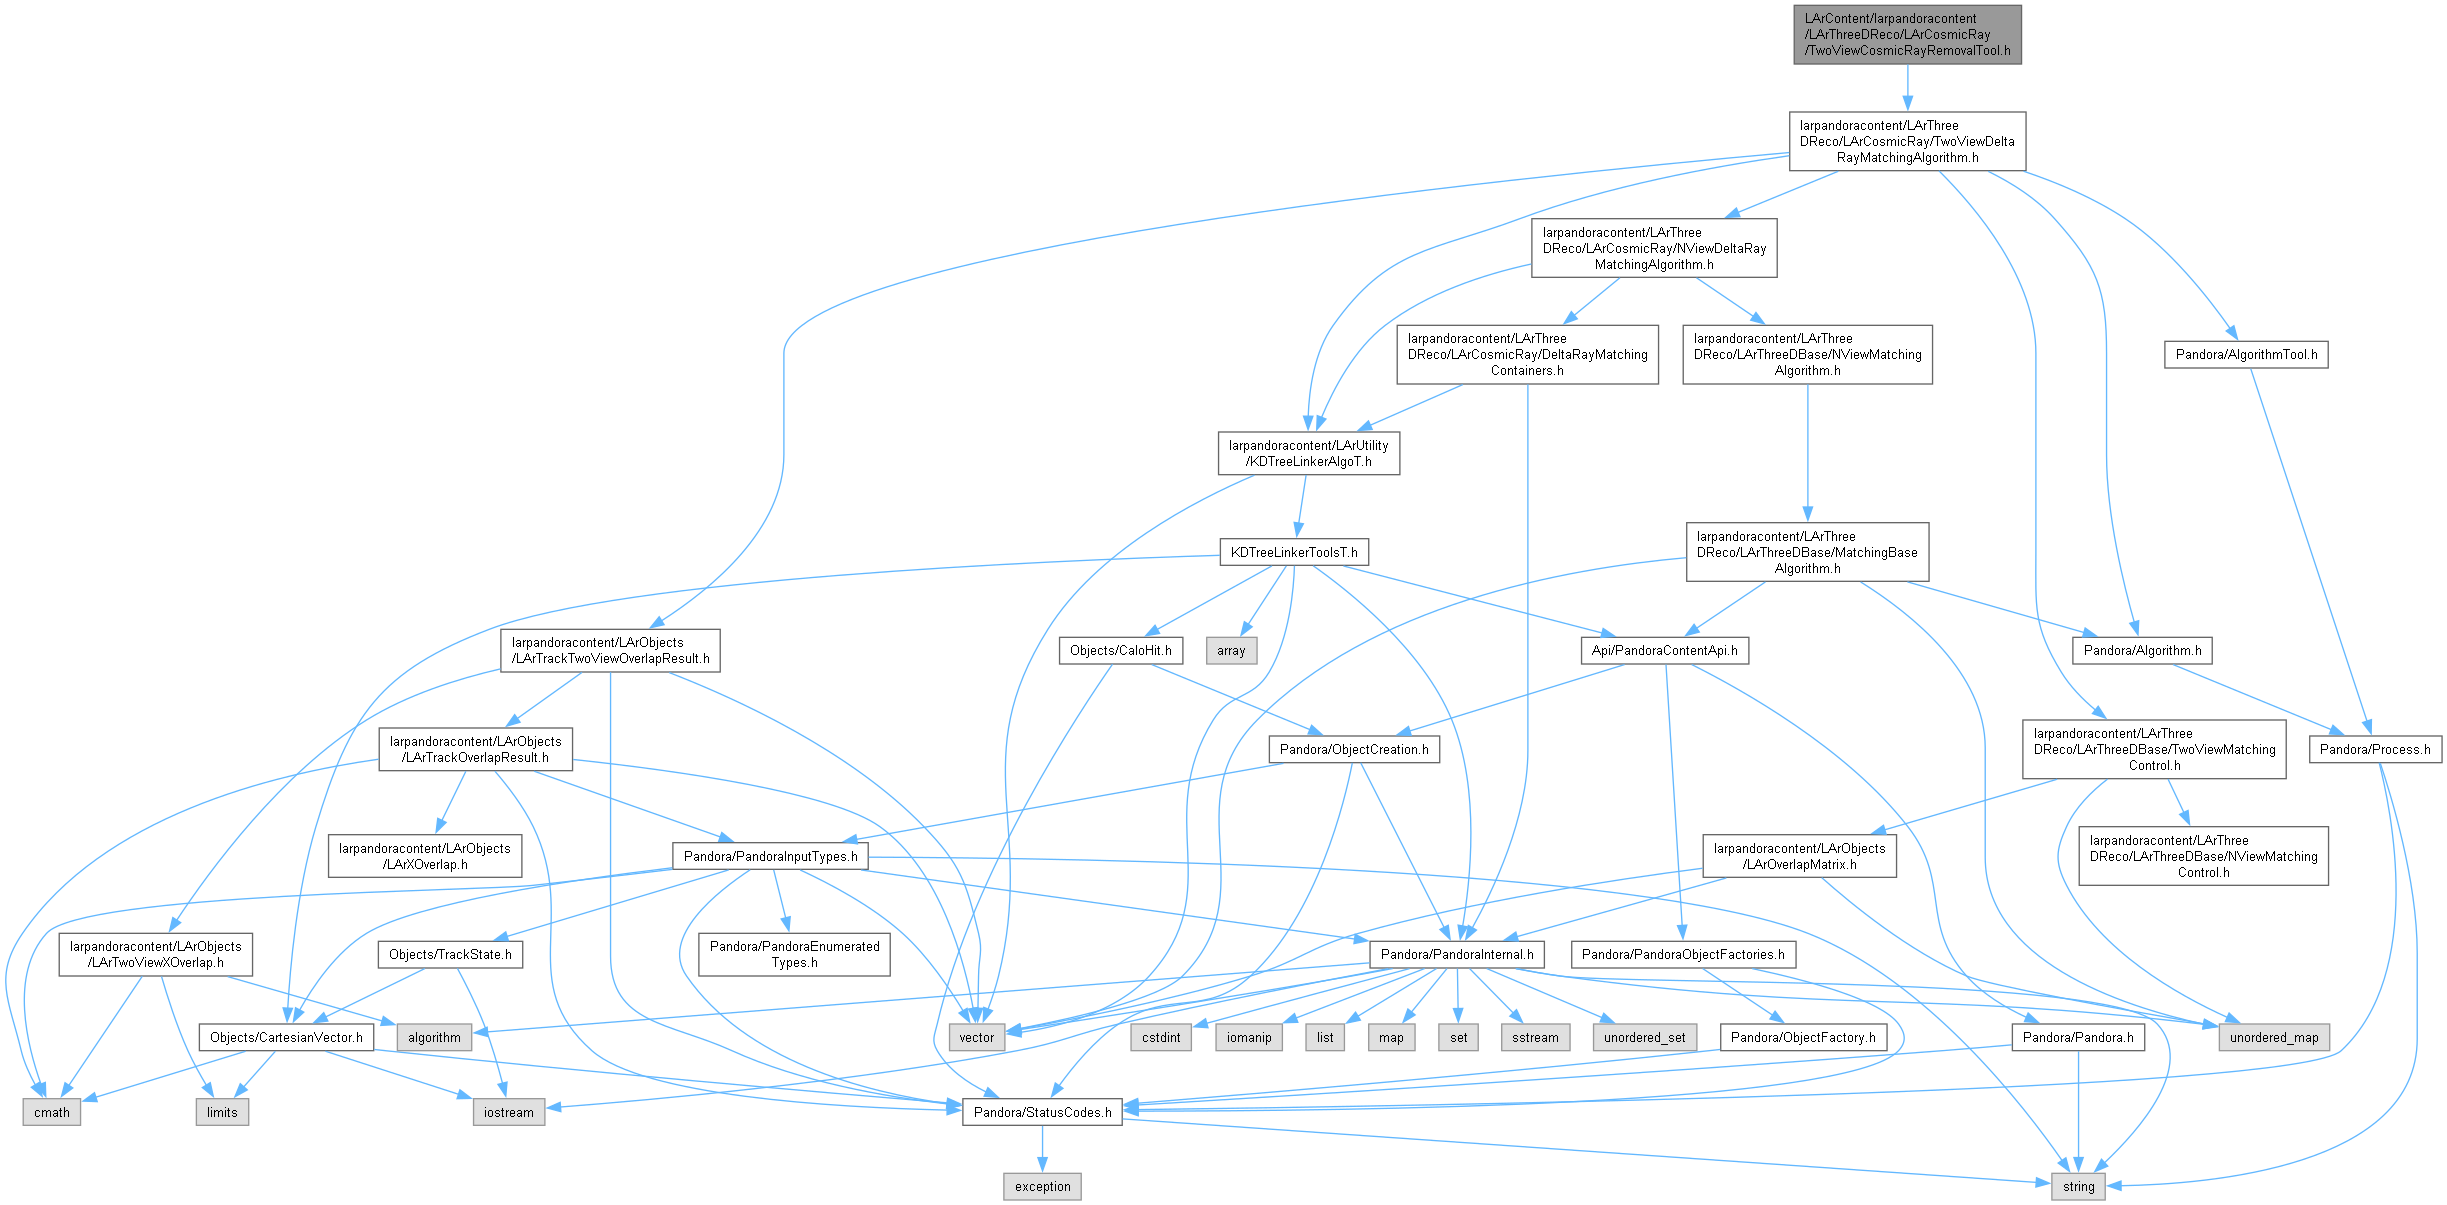 LArContent/larpandoracontent
/LArThreeDReco/LArCosmicRay
/TwoViewCosmicRayRemovalTool.h
larpandoracontent/LArThree
DReco/LArCosmicRay/TwoViewDelta
RayMatchingAlgorithm.h
larpandoracontent/LArThree
DReco/LArCosmicRay/NViewDeltaRay
MatchingAlgorithm.h
larpandoracontent/LArThree
DReco/LArCosmicRay/DeltaRayMatching
Containers.h
larpandoracontent/LArThree
DReco/LArThreeDBase/NViewMatching
Algorithm.h
Pandora/AlgorithmTool.h
larpandoracontent/LArUtility
/KDTreeLinkerAlgoT.h
KDTreeLinkerToolsT.h
larpandoracontent/LArThree
DReco/LArThreeDBase/MatchingBase
Algorithm.h
larpandoracontent/LArObjects
/LArTrackTwoViewOverlapResult.h
Objects/CaloHit.h
array
Api/PandoraContentApi.h
Pandora/Algorithm.h
larpandoracontent/LArObjects
/LArTrackOverlapResult.h
Pandora/ObjectCreation.h
larpandoracontent/LArThree
DReco/LArThreeDBase/TwoViewMatching
Control.h
Pandora/Process.h
larpandoracontent/LArObjects
/LArXOverlap.h
Pandora/PandoraInputTypes.h
larpandoracontent/LArObjects
/LArOverlapMatrix.h
larpandoracontent/LArThree
DReco/LArThreeDBase/NViewMatching
Control.h
larpandoracontent/LArObjects
/LArTwoViewXOverlap.h
Objects/TrackState.h
Pandora/PandoraEnumerated
Types.h
Pandora/PandoraInternal.h
Pandora/PandoraObjectFactories.h
Objects/CartesianVector.h
algorithm
vector
cstdint
iomanip
list
map
set
sstream
unordered_set
Pandora/ObjectFactory.h
Pandora/Pandora.h
unordered_map
cmath
limits
iostream
Pandora/StatusCodes.h
exception
string